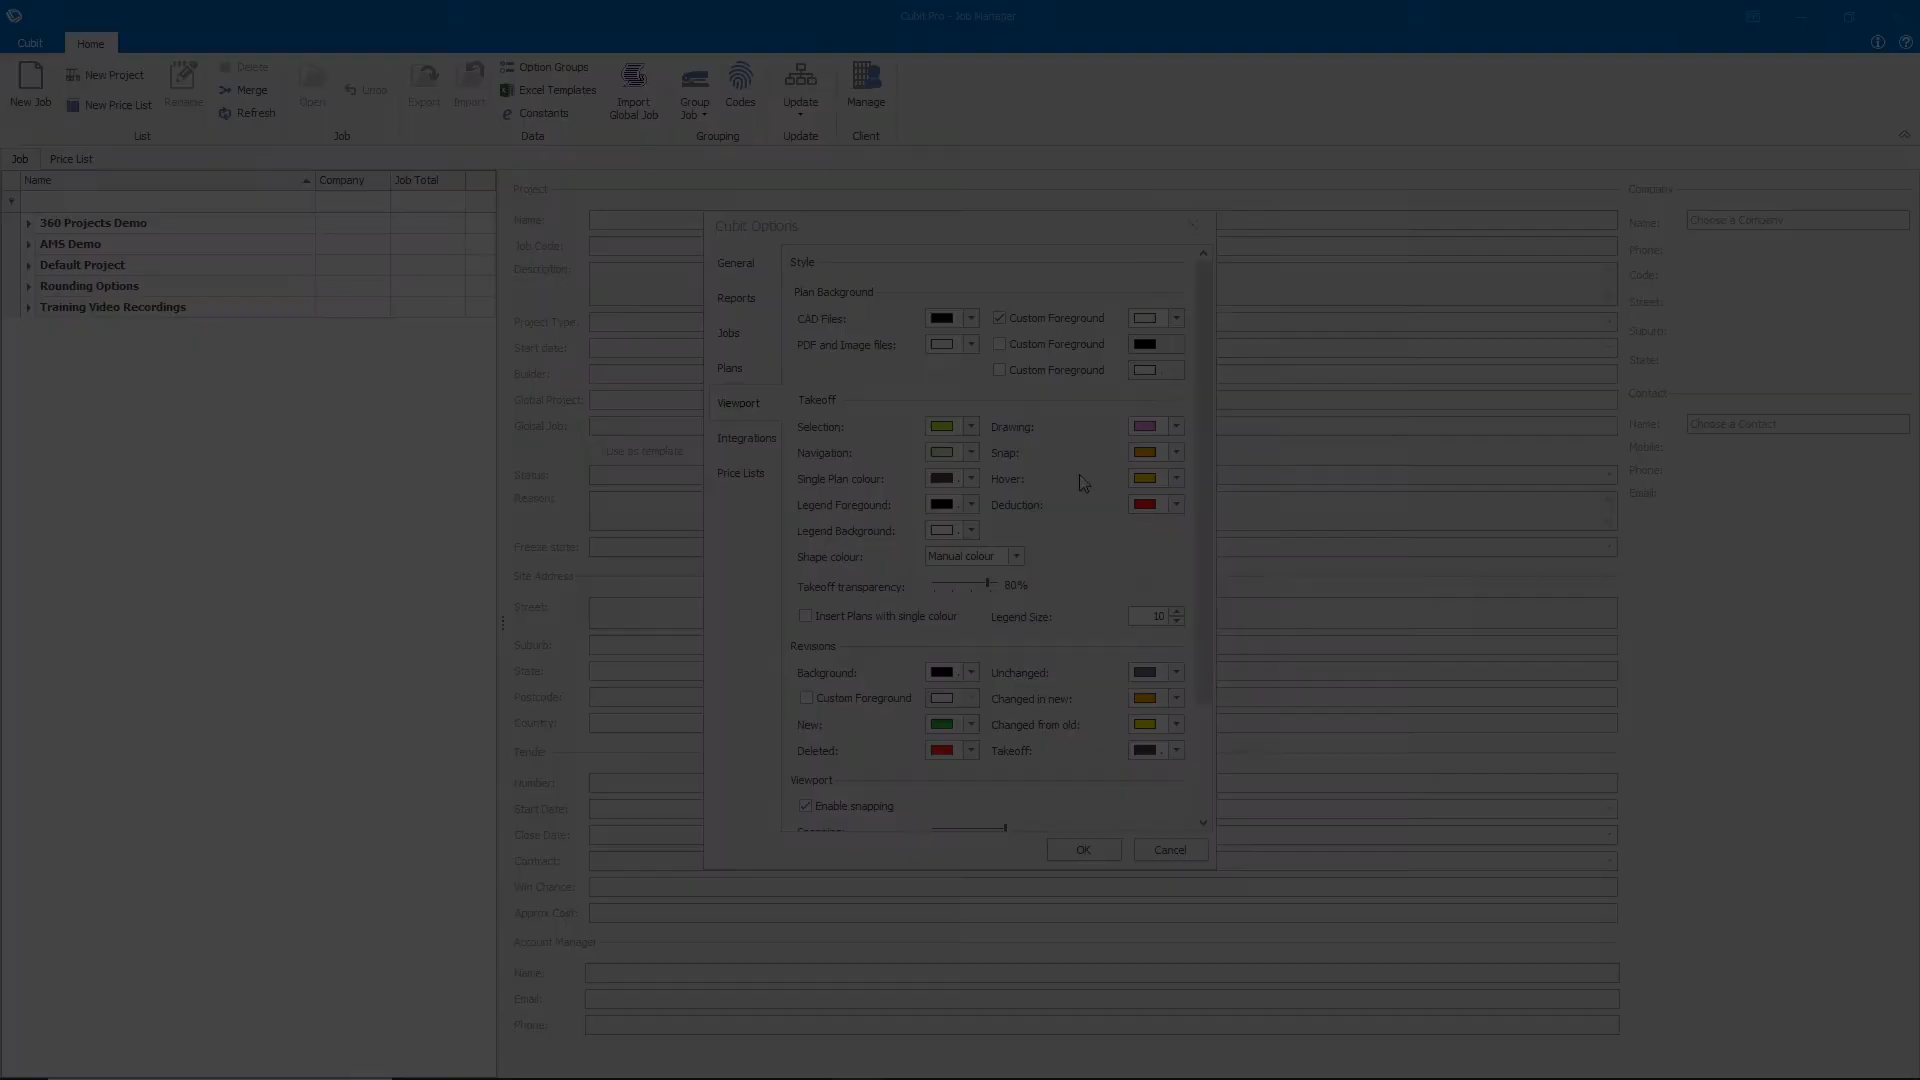 Cubit Pro - Job Manager
Cubit
Home
New Job
New Project
New Price List
Rename
Delete
Merge
Refresh
Open
Undo
Export
Import
Option Groups
Excel Templates
Constants
Import Global Job
Group Job
Codes
Update
Manage
List
Job
Data
Grouping
Update
Client
Job
Price List
Name
Company
Job Total
360 Projects Demo
AMS Demo
Default Project
Rounding Options
Training Video Recordings
Project
Name:
Job Code:
Description:
Project Type:
Start date:
Builder:
Global Project:
Global Job:
Use as template
Status:
Reason:
Freeze state:
Site Address
Street:
Suburb:
State:
Postcode:
Country:
Tender
Number:
Start Date:
Close Date:
Contract:
Win Chance:
Approx Cost:
Account Manager
Name:
Email:
Phone:
Cubit Options
General
Reports
Jobs
Plans
Viewport
Integrations
Price Lists
Style
Plan Background
CAD Files:
Custom Foreground
PDF and Image files:
Custom Foreground
Custom Foreground
Takeoff
Selection:
Drawing:
Navigation:
Snap:
Single Plan colour:
Hover:
Legend Foregound:
Deduction:
Legend Background:
Shape colour:
Manual colour
Takeoff transparency:
80%
Insert Plans with single colour
Legend Size:
10
Revisions
Background:
Unchanged:
Custom Foreground
Changed in new:
New:
Changed from old:
Deleted:
Takeoff:
Viewport
Enable snapping
OK
Cancel
Company
Name:
Choose a Company
Phone:
Code:
Street:
Suburb:
State:
Contact
Name:
Choose a Contact
Mobile:
Phone:
Email: